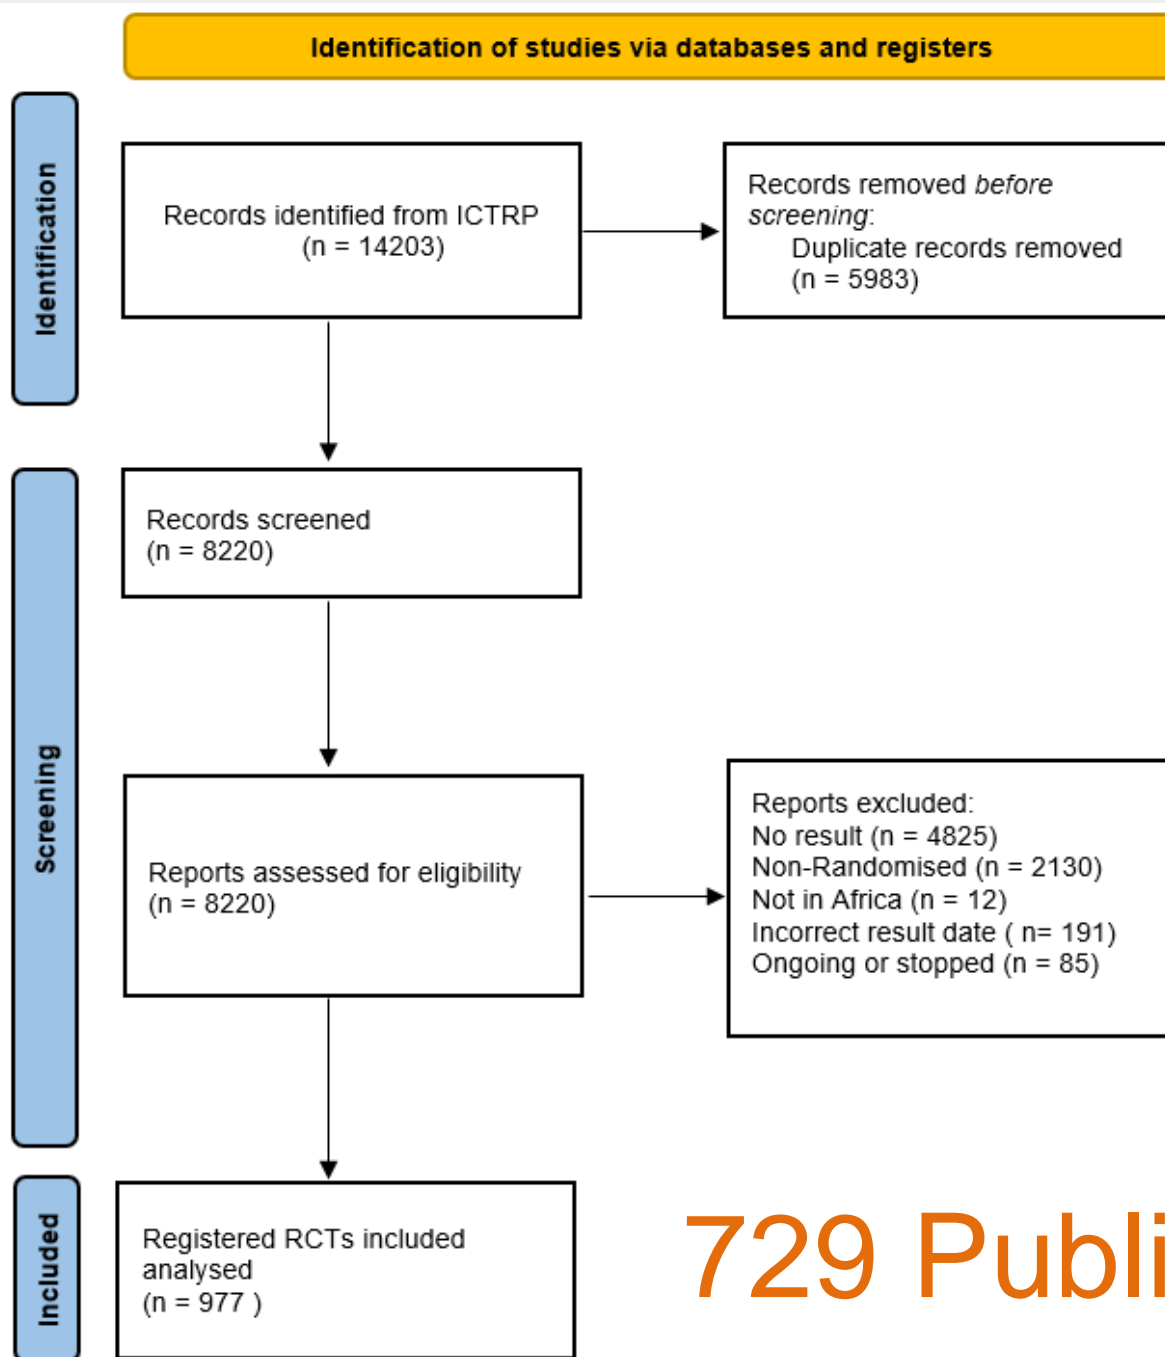 Identification of studies via databases and registers
Identification
Records identified from ICTRP
(n = 14203)
Records removed before
screening:
Duplicate records removed
(n = 5983)
Screening
Records screened
(n = 8220)
Reports assessed for eligibility
(n = 8220)
Reports excluded:
No result (n = 4825)
Non-Randomised (n = 2130)
Not in Africa (n = 12)
Incorrect result date ( n= 191)
Ongoing or stopped (n = 85)
Included
Registered RCTs included
analysed
(n = 977 )
729 Publi